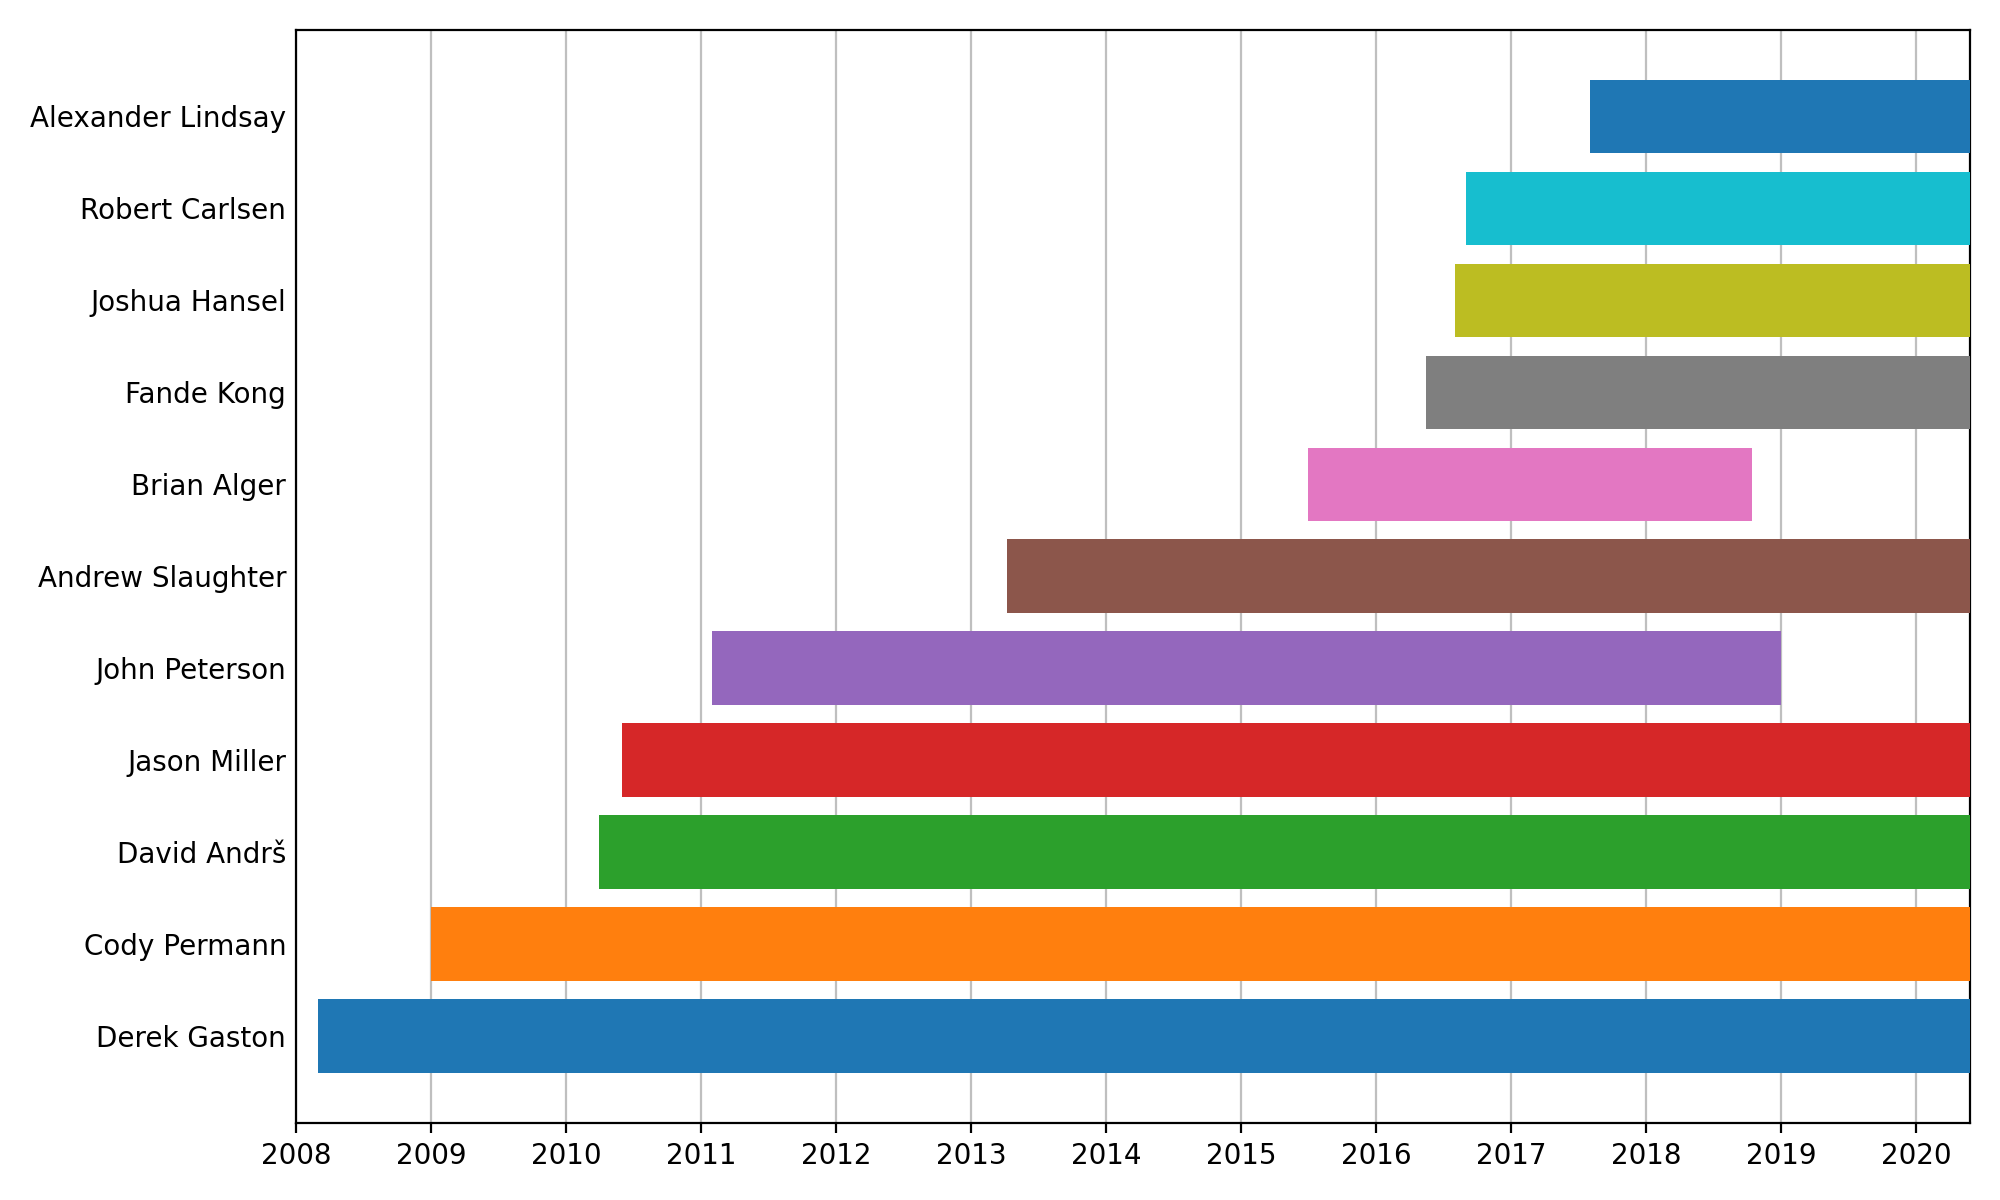 Alexander Lindsay
Robert Carlsen
Joshua Hansel
Fande Kong
Brian Alger
Andrew Slaughter
John Peterson
Jason Miller
David Andrš
Cody Permann
Derek Gaston
2008 2009 2010 2011 2012 2013 2014 2015 2016 2017 2018 2019 2020